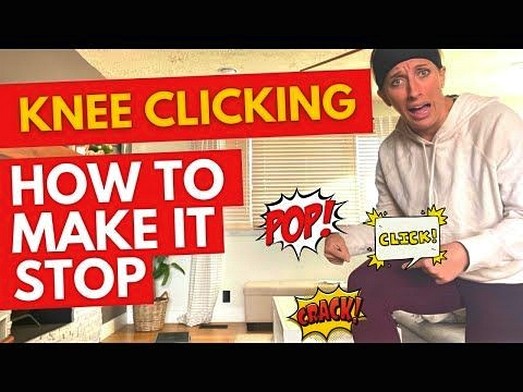 KNEE CLICKING
HOW TO
MAKE IT
STOP
POP!
CLICK!
CRACK!